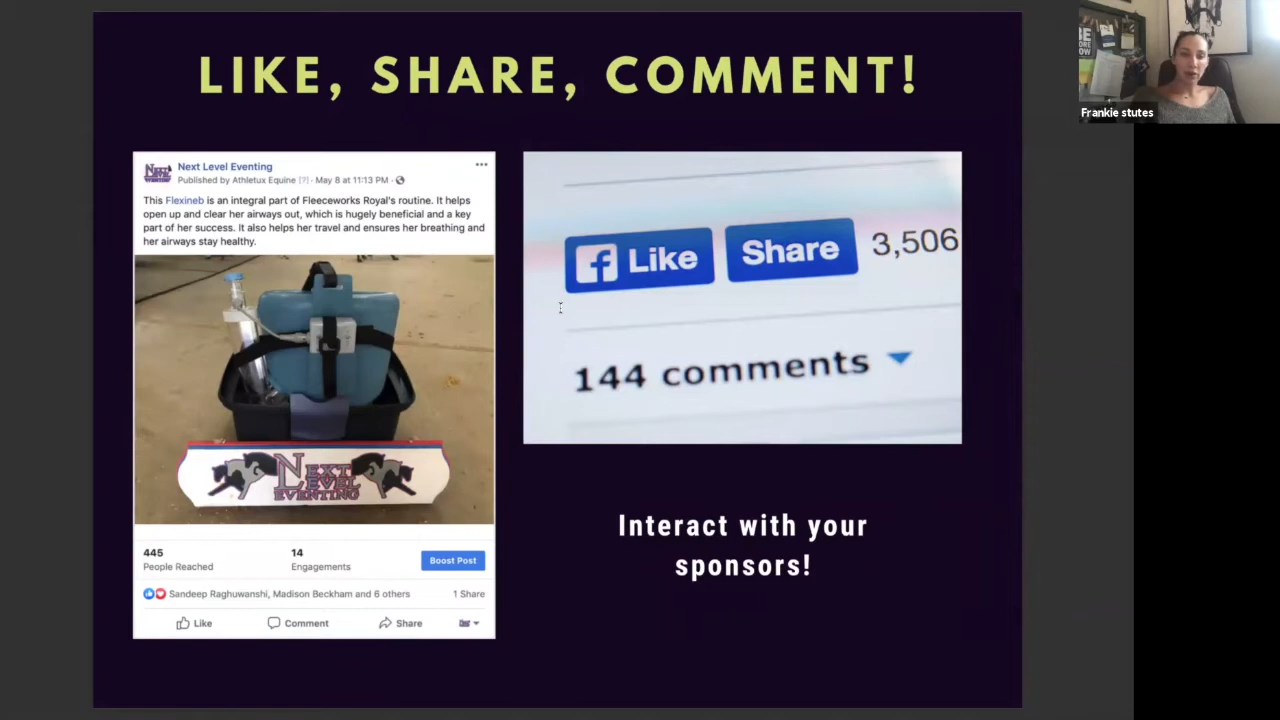 LIKE, SHARE, COMMENT!
Next Level Eventing
Published by Athletux Equine [?] · May 8 at 11:13 PM ·
This Flexineb is an integral part of Fleeceworks Royal's routine. It helps
open up and clear her airways out, which is hugely beneficial and a key
part of her success. It also helps her travel and ensures her breathing and
her airways stay healthy.
NEXT
LEVEL
EVENTING
445
People Reached
14
Engagements
Boost Post
Sandeep Raghuwanshi, Madison Beckham and 6 others
1 Share
Like
Comment
Share
Like
Share
3,506
144 comments
Interact with your
sponsors!
Frankie stutes